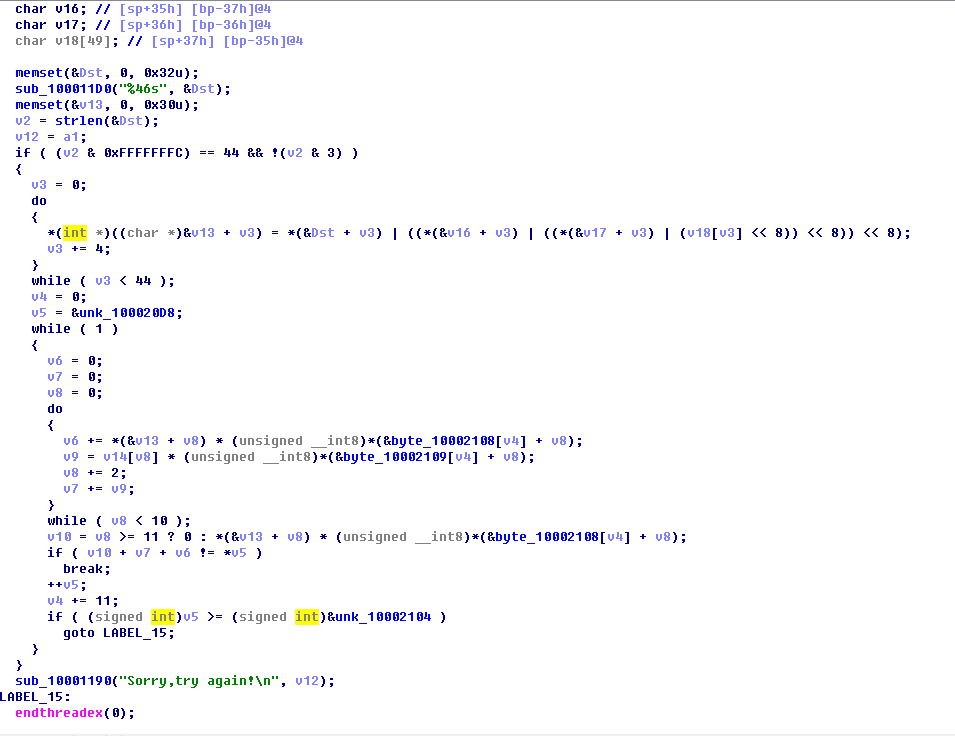 char v16; // [sp+35h] [bp-37h]@4
char v17; // [sp+36h] [bp-36h]@4
char v18[49]; // [sp+37h] [bp-35h]@4
memset(&Dst, 0, 0x32u);
sub_100011D0("%46s", &Dst);
memset(&v13, 0, 0x30u);
v2 = strlen(&Dst);
v12 = a1;
if ( (v2 & 0xFFFFFFFC) == 44 && !(v2 & 3) )
{
v3 = 0;
do
{
*(int *)((char *)&v13 + v3) = *(&Dst + v3) | ((*(&v16 + v3) | ((*(&v17 + v3) | (v18[v3] << 8)) << 8)) << 8);
v3 += 4;
}
while ( v3 < 44 );
v4 = 0;
v5 = &unk_100020D8;
while ( 1 )
{
v6 = 0;
v7 = 0;
v8 = 0;
do
{
v6 += *(&v13 + v8) * (unsigned __int8)*(&byte_10002108[v4] + v8);
v9 = v14[v8] * (unsigned __int8)*(&byte_10002109[v4] + v8);
v8 += 2;
v7 += v9;
}
while ( v8 < 10 );
v10 = v8 >= 11 ? 0 : *(&v13 + v8) * (unsigned __int8)*(&byte_10002108[v4] + v8);
if ( v10 + v7 + v6 != *v5 )
break;
++v5;
v4 += 11;
if ( (signed int)v5 >= (signed int)&unk_10002104 )
goto LABEL_15;
}
}
sub_10001190("Sorry,try again!\n", v12);
LABEL_15:
endthreadex(0);